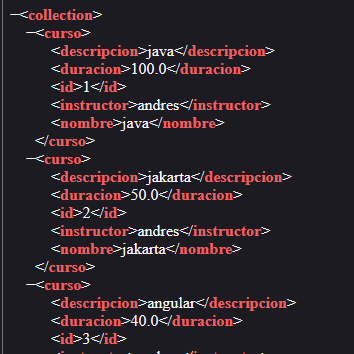 −<collection>
−<curso>
<descripcion>java</descripcion>
<duracion>100.0</duracion>
<id>1</id>
<instructor>andres</instructor>
<nombre>java</nombre>
</curso>
−<curso>
<descripcion>jakarta</descripcion>
<duracion>50.0</duracion>
<id>2</id>
<instructor>andres</instructor>
<nombre>jakarta</nombre>
</curso>
−<curso>
<descripcion>angular</descripcion>
<duracion>40.0</duracion>
<id>3</id>